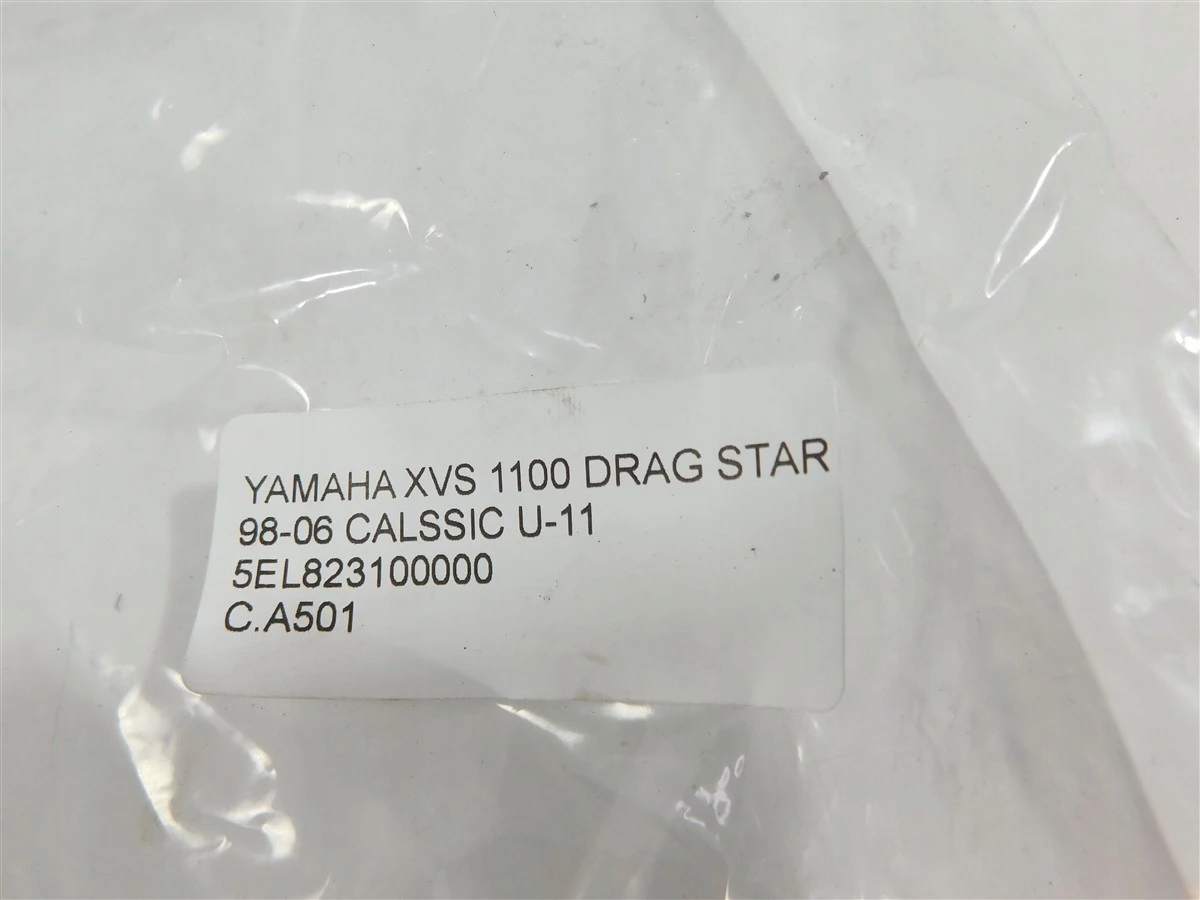 YAMAHA XVS 1100 DRAG STAR
98-06 CALSSIC U-11
5EL823100000
C.A501